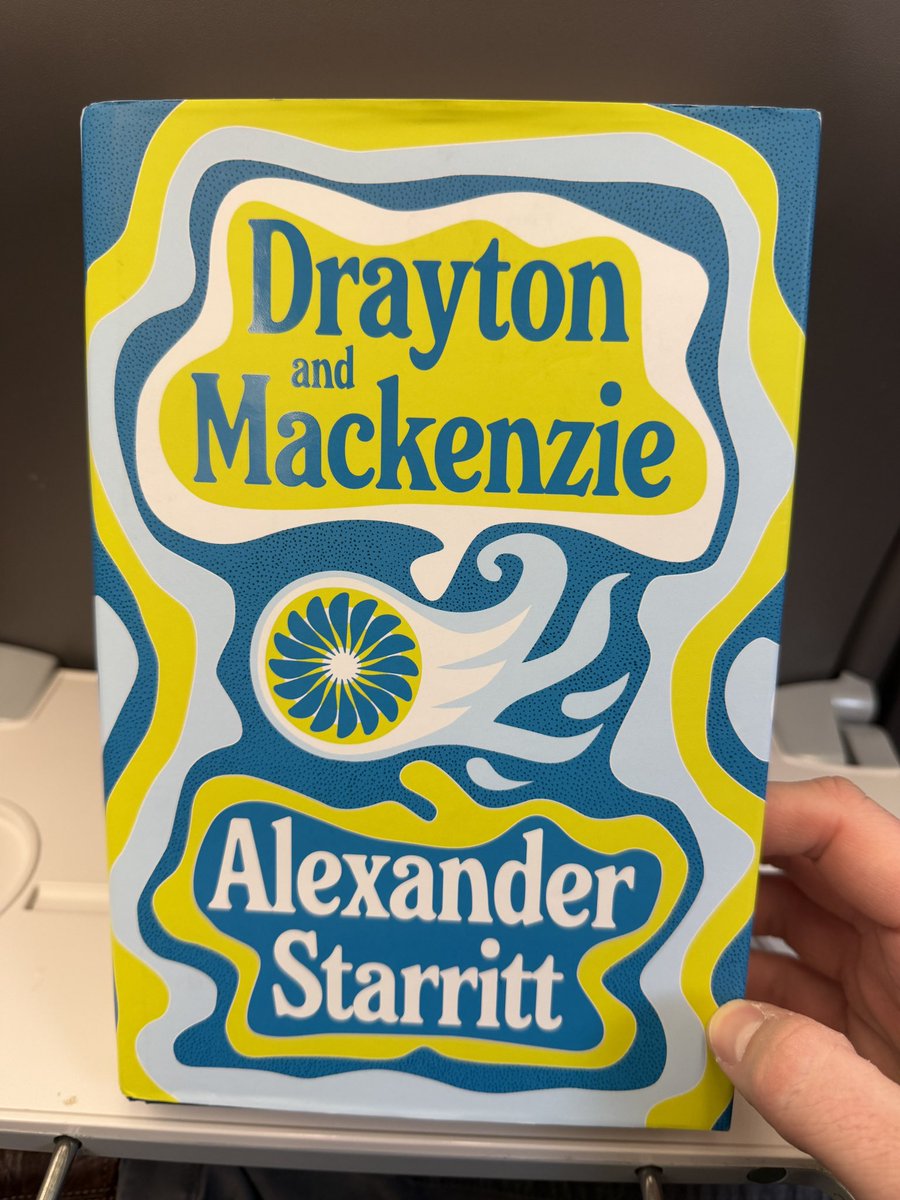 Drayton
and
Mackenzie
Alexander
Starritt